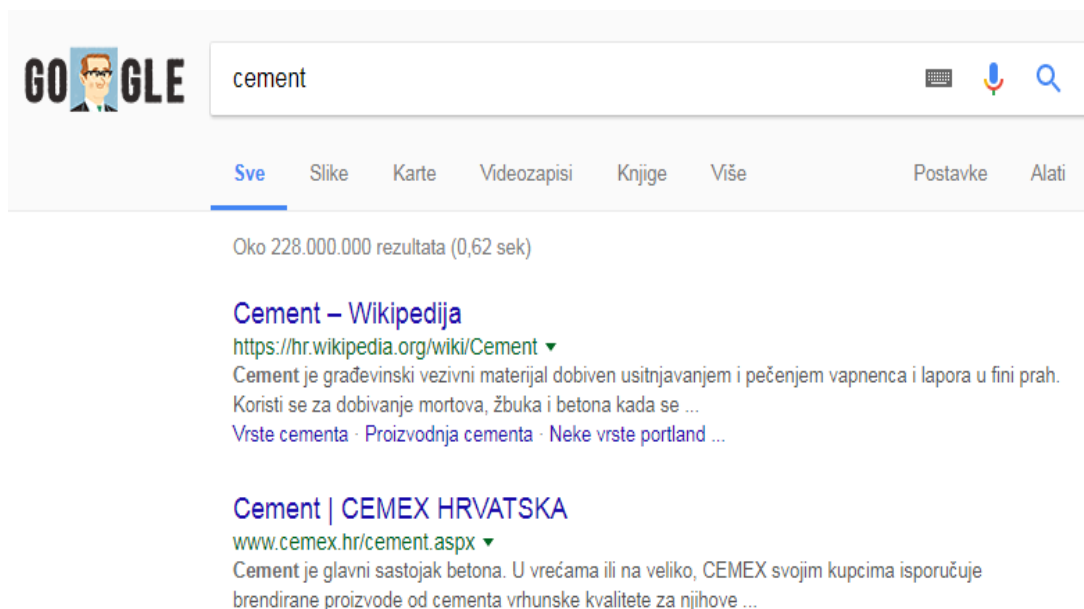 GO GLE
cement
Sve Slike Karte Videozapisi Knjige Više Postavke Alati
Oko 228.000.000 rezultata (0,62 sek)
Cement – Wikipedija
https://hr.wikipedia.org/wiki/Cement
Cement je građevinski vezivni materijal dobiven usitnjavanjem i pečenjem vapnenca i lapora u fini prah.
Koristi se za dobivanje mortova, žbuka i betona kada se ...
Vrste cementa · Proizvodnja cementa · Neke vrste portland ...
Cement | CEMEX HRVATSKA
www.cemex.hr/cement.aspx
Cement je glavni sastojak betona. U vrećama ili na veliko, CEMEX svojim kupcima isporučuje
brendirane proizvode od cementa vrhunske kvalitete za njihove ...